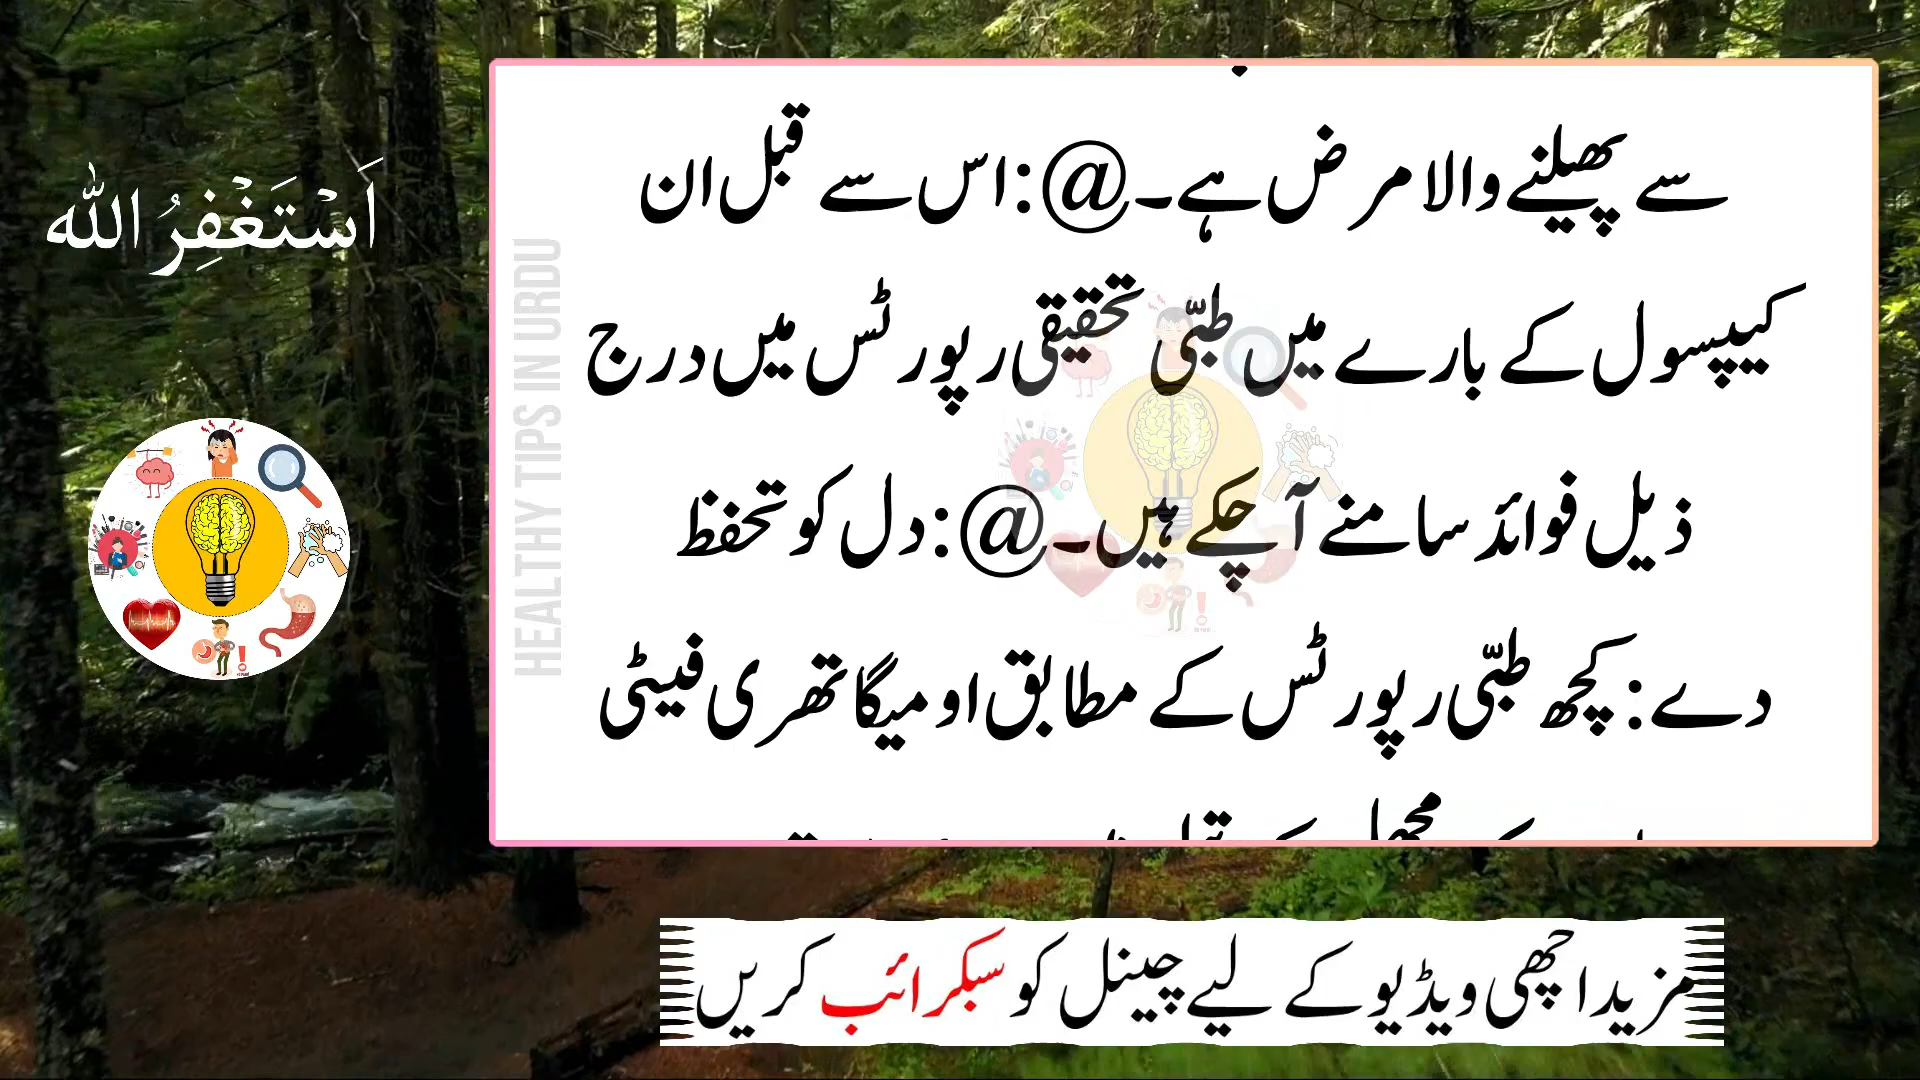 اَسْتَغْفِرُ اللہ
سے پھیلنے والا مرض ہے۔@:اس سے قبل ان
کیپسول کے بارے میں طبّی تحقیقی رپورٹس میں درج
ذیل فوائد سامنے آچکے ہیں۔@:دل کو تحفظ
دے: کچھ طبّی رپورٹس کے مطابق اومیگا تھری فیٹی
HEALTHY TIPS IN URDU
مزید اچھی ویڈیو کے لیے چینل کو سبکرائب کریں